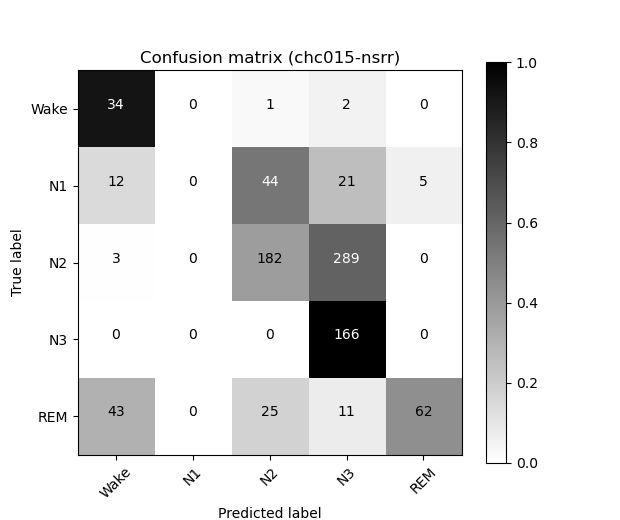 Confusion matrix (chc015-nsrr)
1.0
Wake 34 0 1 2 0
0.8
N1 12 0 44 21 5
0.6
True label
N2 3 0 182 289 0
0.4
N3 0 0 0 166 0
0.2
REM 43 0 25 11 62
0.0
Wake N1 N2 N3 REM
Predicted label